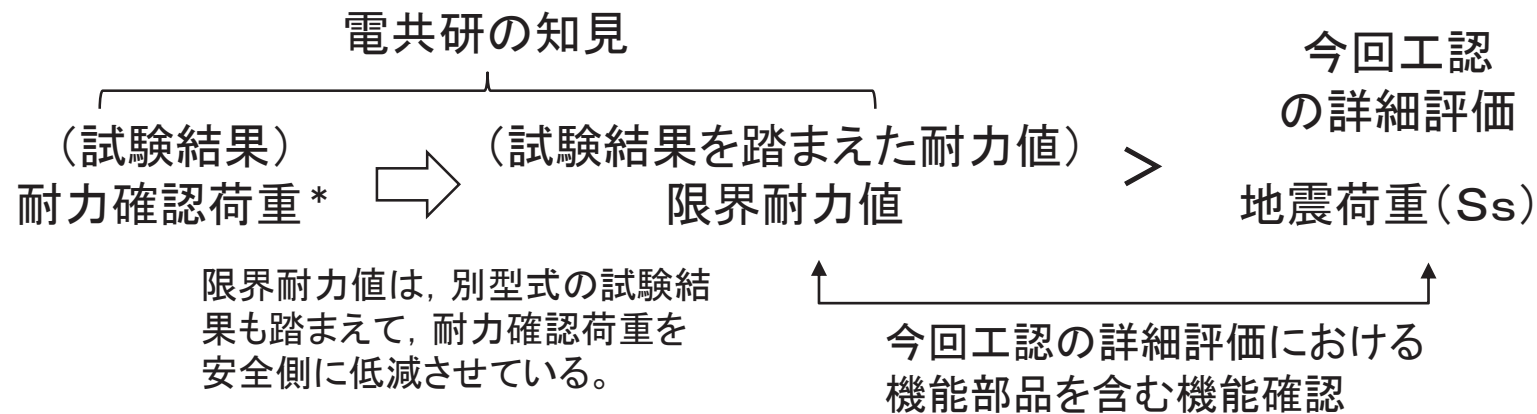 電共研の知見
(試験結果)
耐力確認荷重*
(試験結果を踏まえた耐力値)
限界耐力値
>
今回工認
の詳細評価
地震荷重(Ss)
限界耐力値は,別型式の試験結
果も踏まえて,耐力確認荷重を
安全側に低減させている。
今回工認の詳細評価における
機能部品を含む機能確認